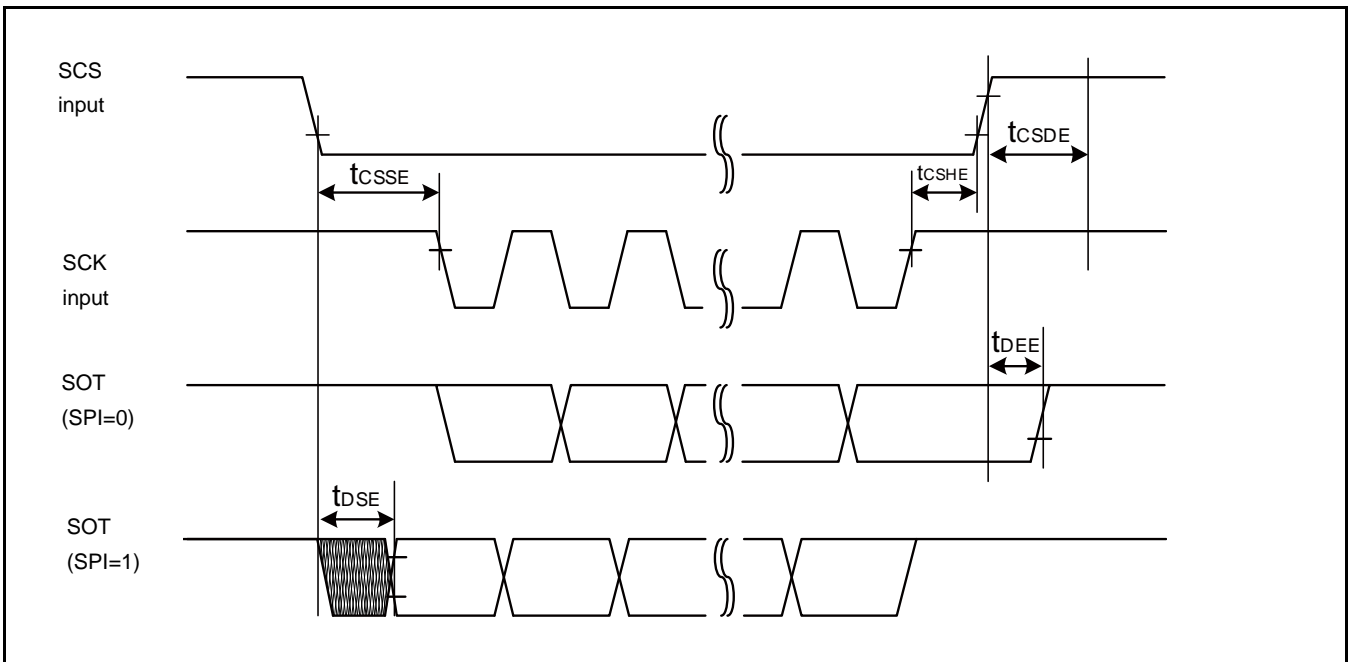 SCS
input
tCSDE
tCSSE
tCSHE
SCK
input
tDEE
SOT
(SPI=0)
tDSE
SOT
(SPI=1)